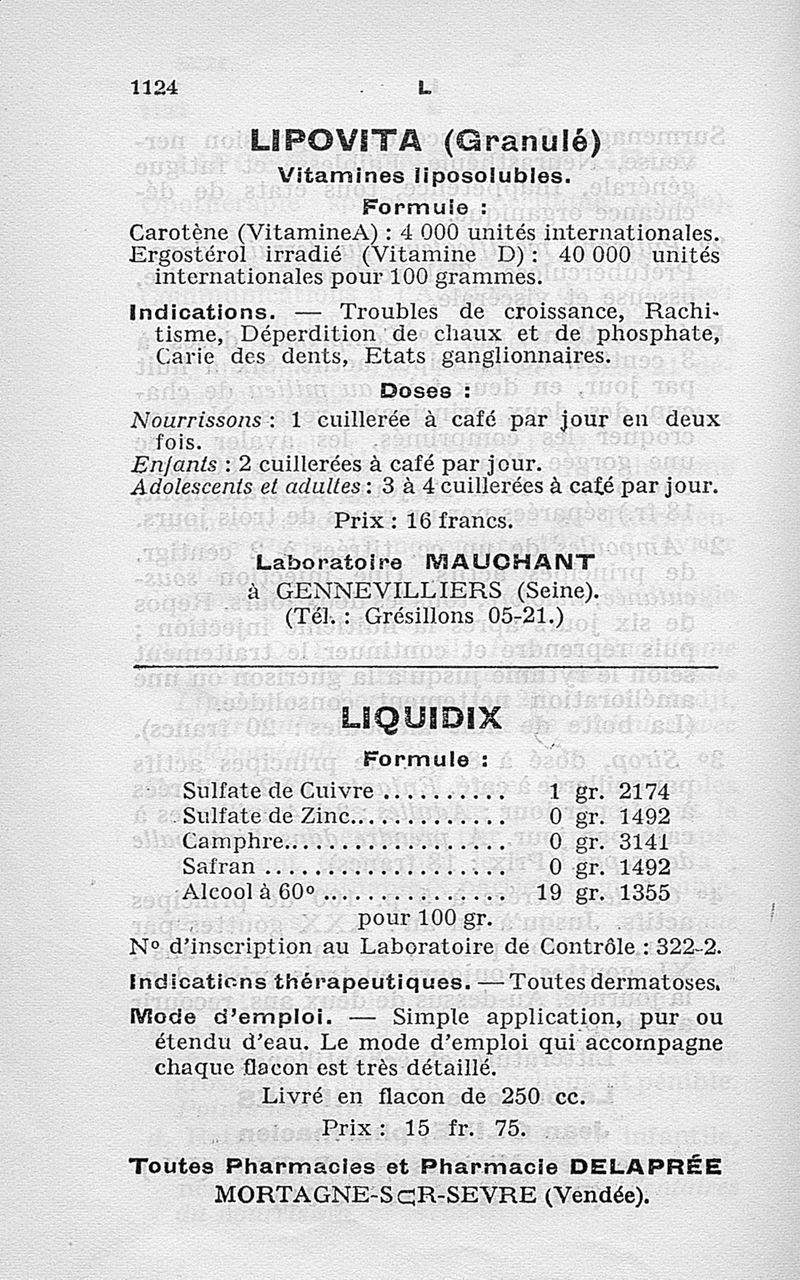 1124 L
LIPOVITA (Granulé)
Vitamines liposolubles.
Formule :
Carotène (VitamineA) : 4 000 unités internationales.
Ergostérol irradié (Vitamine D) : 40 000 unités
internationales pour 100 grammes.
Indications. — Troubles de croissance, Rachi-
tisme, Déperdition de chaux et de phosphate,
Carie des dents, Etats ganglionnaires.
Doses :
Nourrissons : 1 cuillerée à café par jour en deux
fois.
Enfants : 2 cuillerées à café par jour.
Adolescents et adultes : 3 à 4 cuillerées à café par jour.
Prix : 16 francs.
Laboratoire MAUCHANT
à GENNEVILLIERS (Seine).
(Tél. : Grésillons 05-21.)
LIQUIDIX
Formule :
Sulfate de Cuivre .......... 1 gr. 2174
Sulfate de Zinc........... 0 gr. 1492
Camphre................ 0 gr. 3141
Safran .................. 0 gr. 1492
Alcool à 60° .............. 19 gr. 1355
pour 100 gr.
N° d'inscription au Laboratoire de Contrôle : 322-2.
Indications thérapeutiques. — Toutes dermatoses.
Mode d'emploi. — Simple application, pur ou
étendu d'eau. Le mode d'emploi qui accompagne
chaque flacon est très détaillé.
Livré en flacon de 250 cc.
Prix : 15 fr. 75.
Toutes Pharmacies et Pharmacie DELAPRÉE
MORTAGNE-SUR-SEVRE (Vendée).